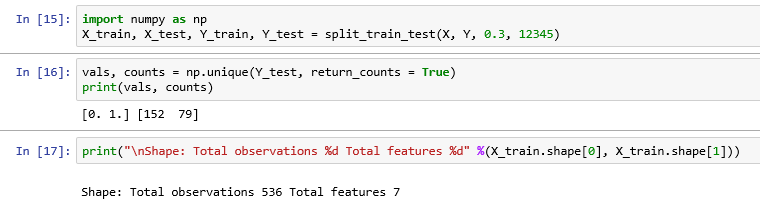 In [15]: import numpy as np
X_train, X_test, Y_train, Y_test = split_train_test(X, Y, 0.3, 12345)
In [16]: vals, counts = np.unique(Y_test, return_counts = True)
print(vals, counts)
[0. 1.] [152  79]
In [17]: print("\nShape: Total observations %d Total features %d" %(X_train.shape[0], X_train.shape[1]))
Shape: Total observations 536 Total features 7